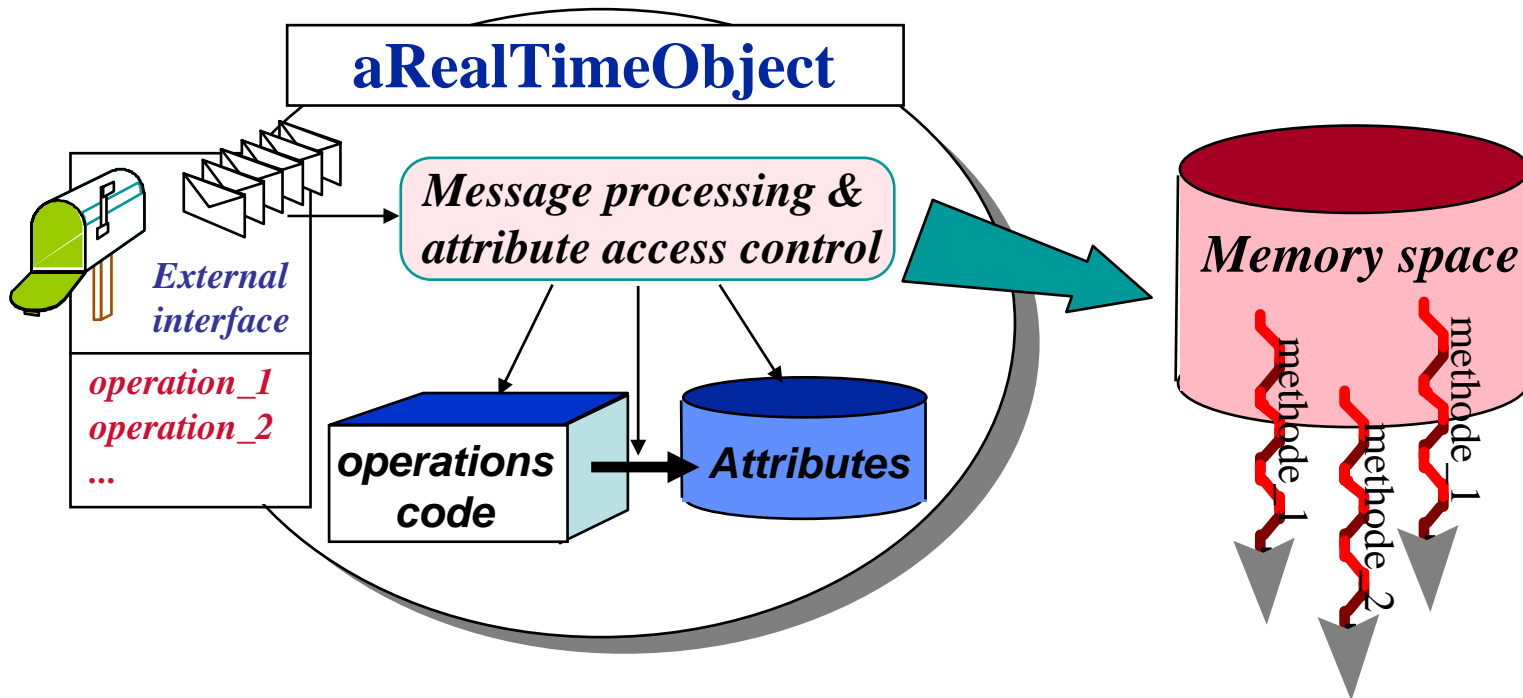 aRealTimeObject
Message processing &
attribute access control
External
interface
operation_1
operation_2
...
operations
code
Attributes
Memory space
methode_1
methode_2
methode_1